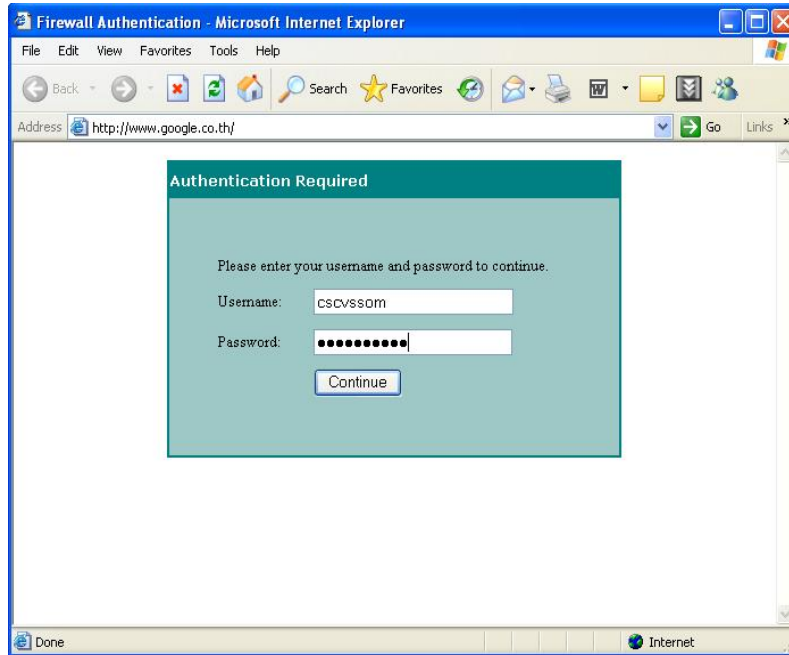 Firewall Authentication - Microsoft Internet Explorer
File Edit View Favorites Tools Help
Back Search Favorites
Address http://www.google.co.th/ Go Links
Authentication Required
Please enter your username and password to continue.
Username: cscvssom
Password: ●●●●●●●●●●
Continue
Done Internet